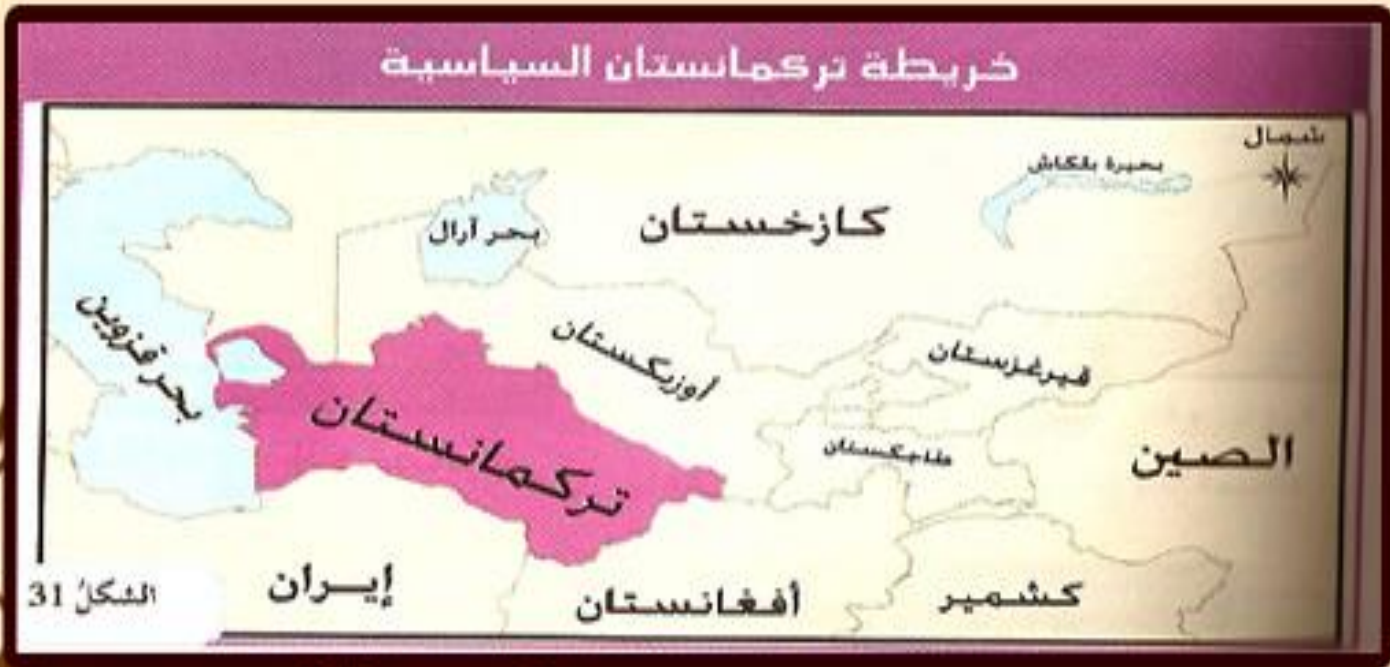 خريطة تركمانستان السياسية
شمال
بحيرة بلكاش
كازخستان
بحر آرال
بحر قزوين
أوزبكستان
قيرغزستان
تركمانستان
طاجكستان
الصين
إيران
أفغانستان
كشمير
الشكل 31